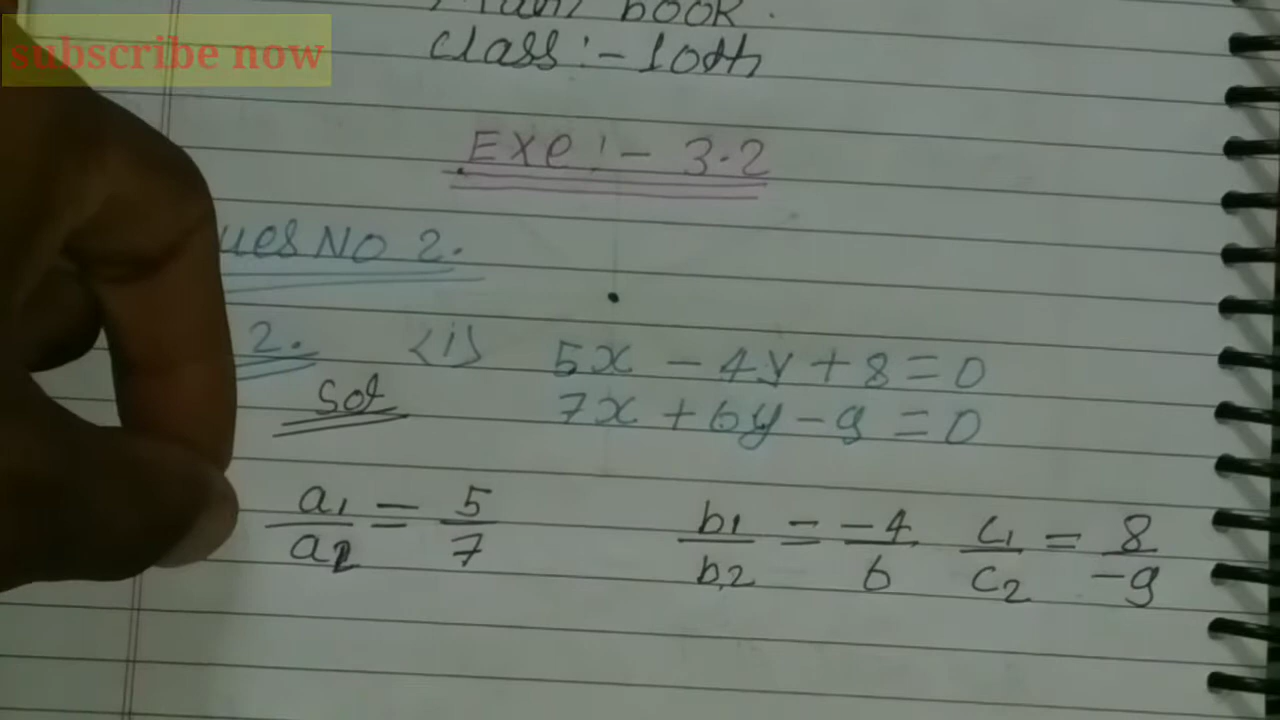 subscribe now
book.
Class:- 10th
EXe:- 3.2
ues NO 2.
2. (i) 5x - 4y + 8 = 0
Sol 7x + 6y - 9 = 0
a1/a2 = 5/7 b1/b2 = -4/6 c1/c2 = 8/-9